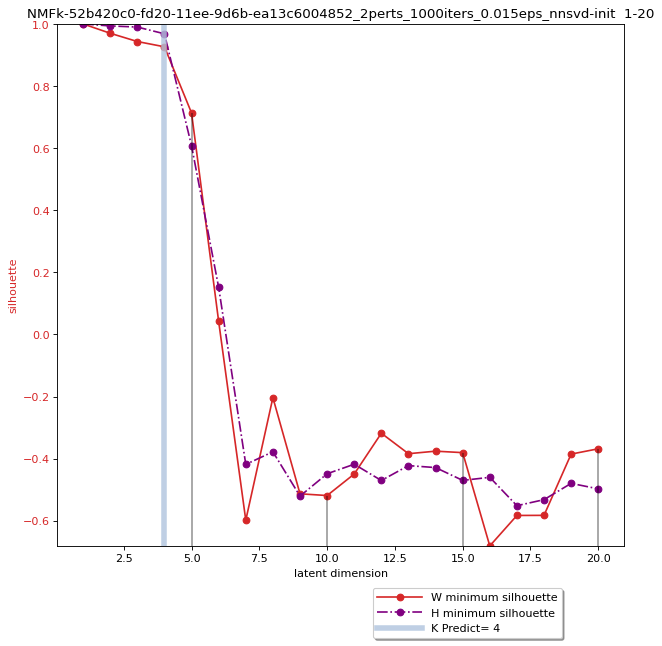 NMFk-52b420c0-fd20-11ee-9d6b-ea13c6004852_2perts_1000iters_0.015eps_nnsvd-init  1-20
1.0
0.8
0.6
0.4
0.2
0.0
−0.2
−0.4
−0.6
silhouette
2.5 5.0 7.5 10.0 12.5 15.0 17.5 20.0
latent dimension
W minimum silhouette
H minimum silhouette
K Predict= 4